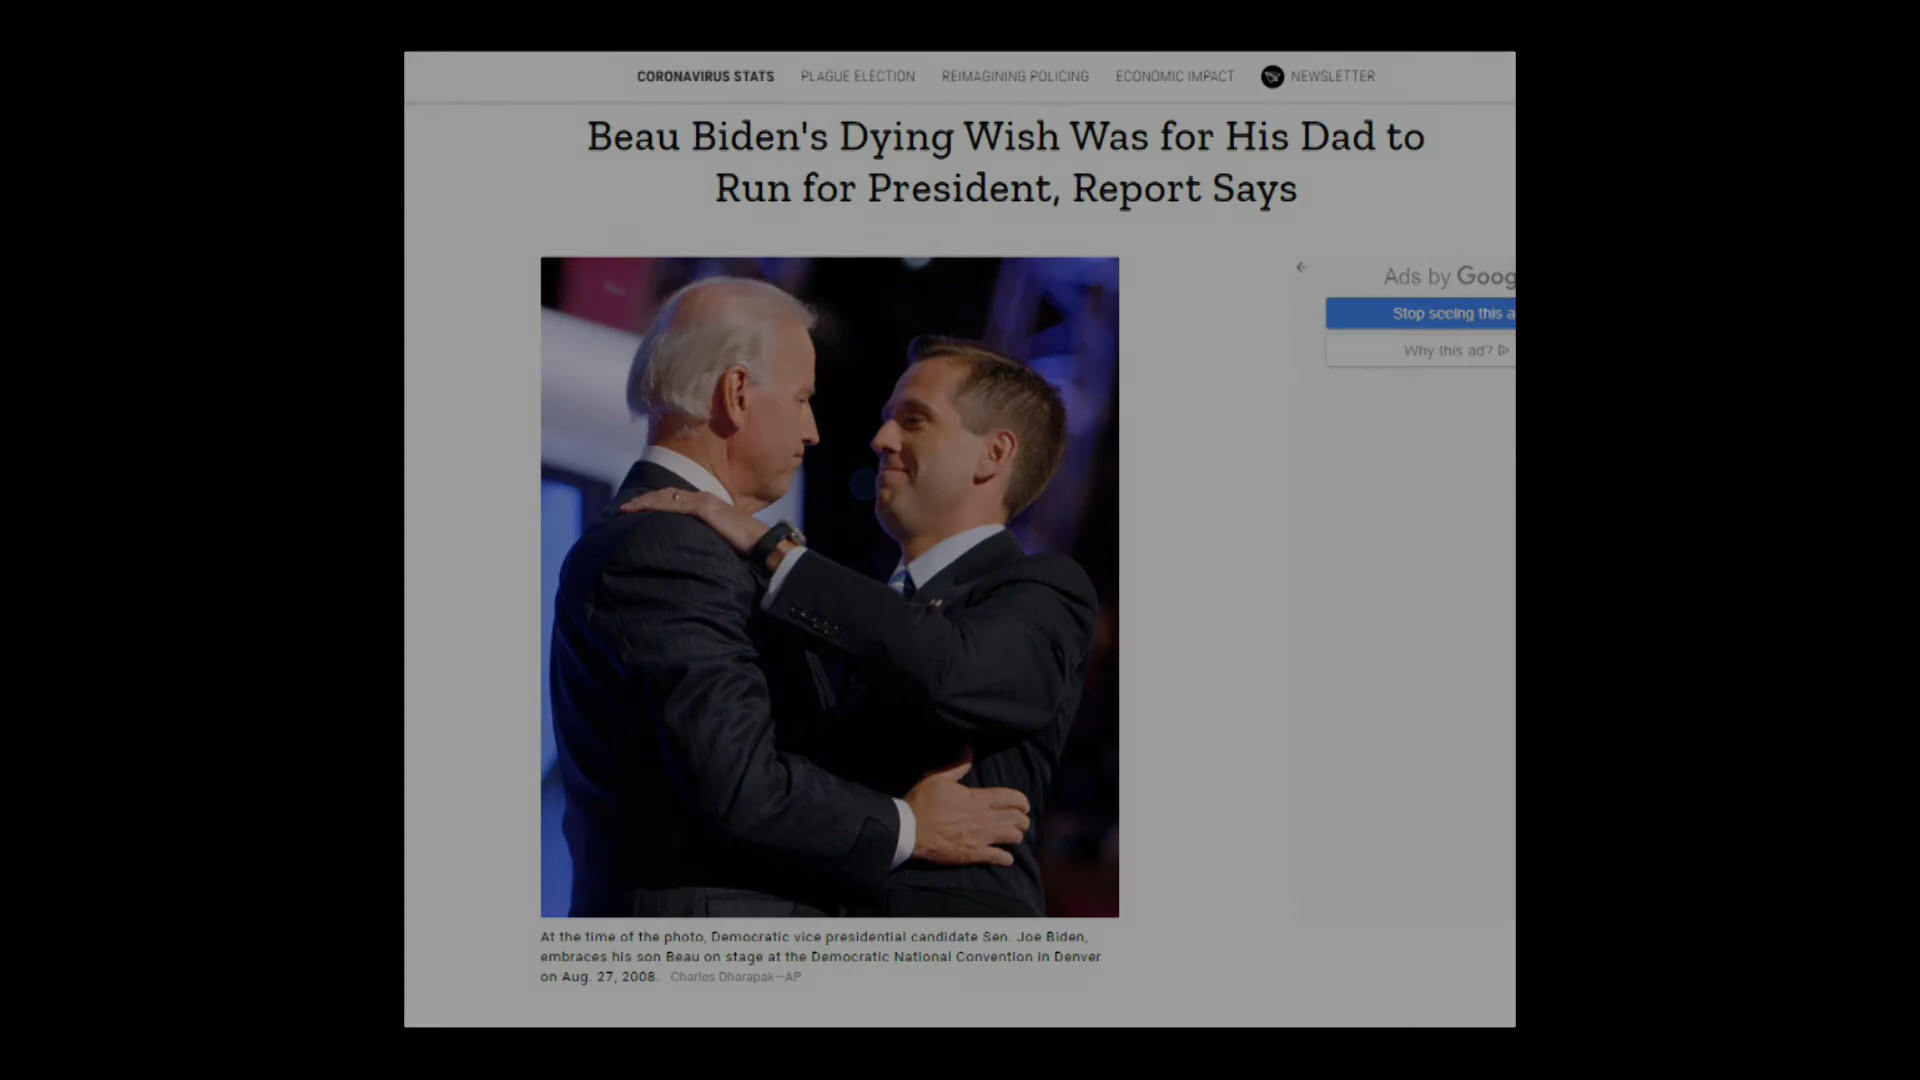 CORONAVIRUS STATS PLAGUE ELECTION REIMAGINING POLICING ECONOMIC IMPACT NEWSLETTER
Beau Biden's Dying Wish Was for His Dad to
Run for President, Report Says
Ads by Goog
Stop seeing this a
Why this ad?
At the time of the photo, Democratic vice presidential candidate Sen. Joe Biden,
embraces his son Beau on stage at the Democratic National Convention in Denver
on Aug. 27, 2008. Charles Dharapak—AP